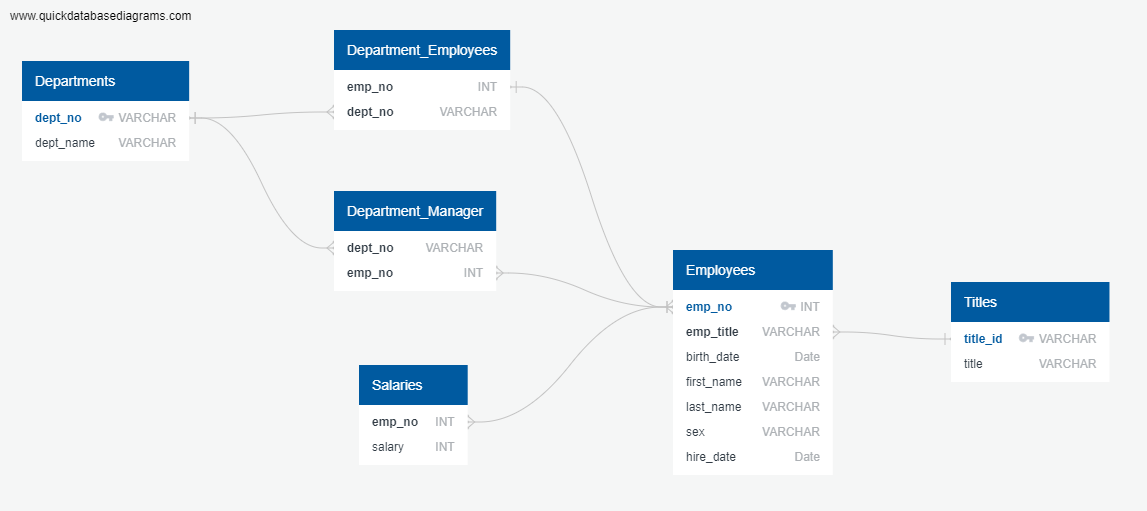 www.quickdatabasediagrams.com
Departments
dept_no VARCHAR
dept_name VARCHAR
Department_Employees
emp_no INT
dept_no VARCHAR
Department_Manager
dept_no VARCHAR
emp_no INT
Salaries
emp_no INT
salary INT
Employees
emp_no INT
emp_title VARCHAR
birth_date Date
first_name VARCHAR
last_name VARCHAR
sex VARCHAR
hire_date Date
Titles
title_id VARCHAR
title VARCHAR